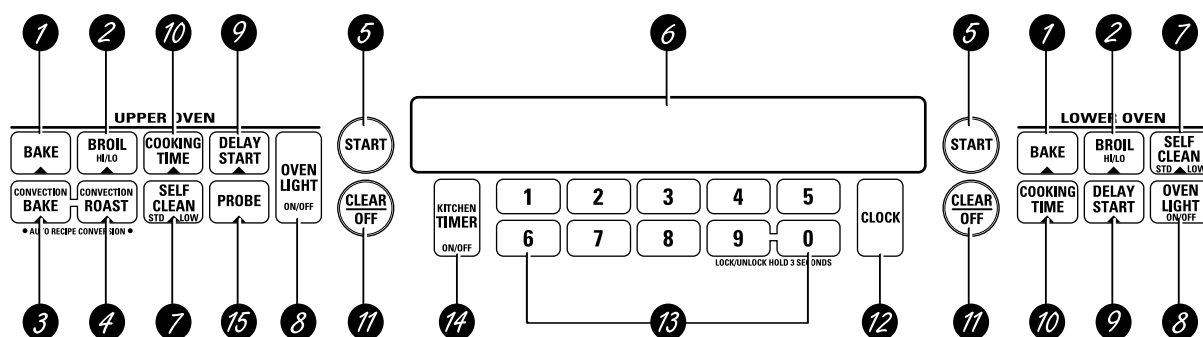 1 2 10 9 5 6 5 1 2 7
UPPER OVEN
BAKE
BROIL
HI/LO
COOKING
TIME
DELAY
START
OVEN
LIGHT
ON/OFF
CONVECTION
BAKE
CONVECTION
ROAST
SELF
CLEAN
STD LOW
PROBE
• AUTO RECIPE CONVERSION •
START
CLEAR
OFF
KITCHEN
TIMER
ON/OFF
1 2 3 4 5
6 7 8 9 0
LOCK/UNLOCK HOLD 3 SECONDS
CLOCK
START
CLEAR
OFF
LOWER OVEN
BAKE
BROIL
HI/LO
SELF
CLEAN
STD LOW
COOKING
TIME
DELAY
START
OVEN
LIGHT
ON/OFF
3 4 7 15 8 11 14 13 12 11 10 9 8